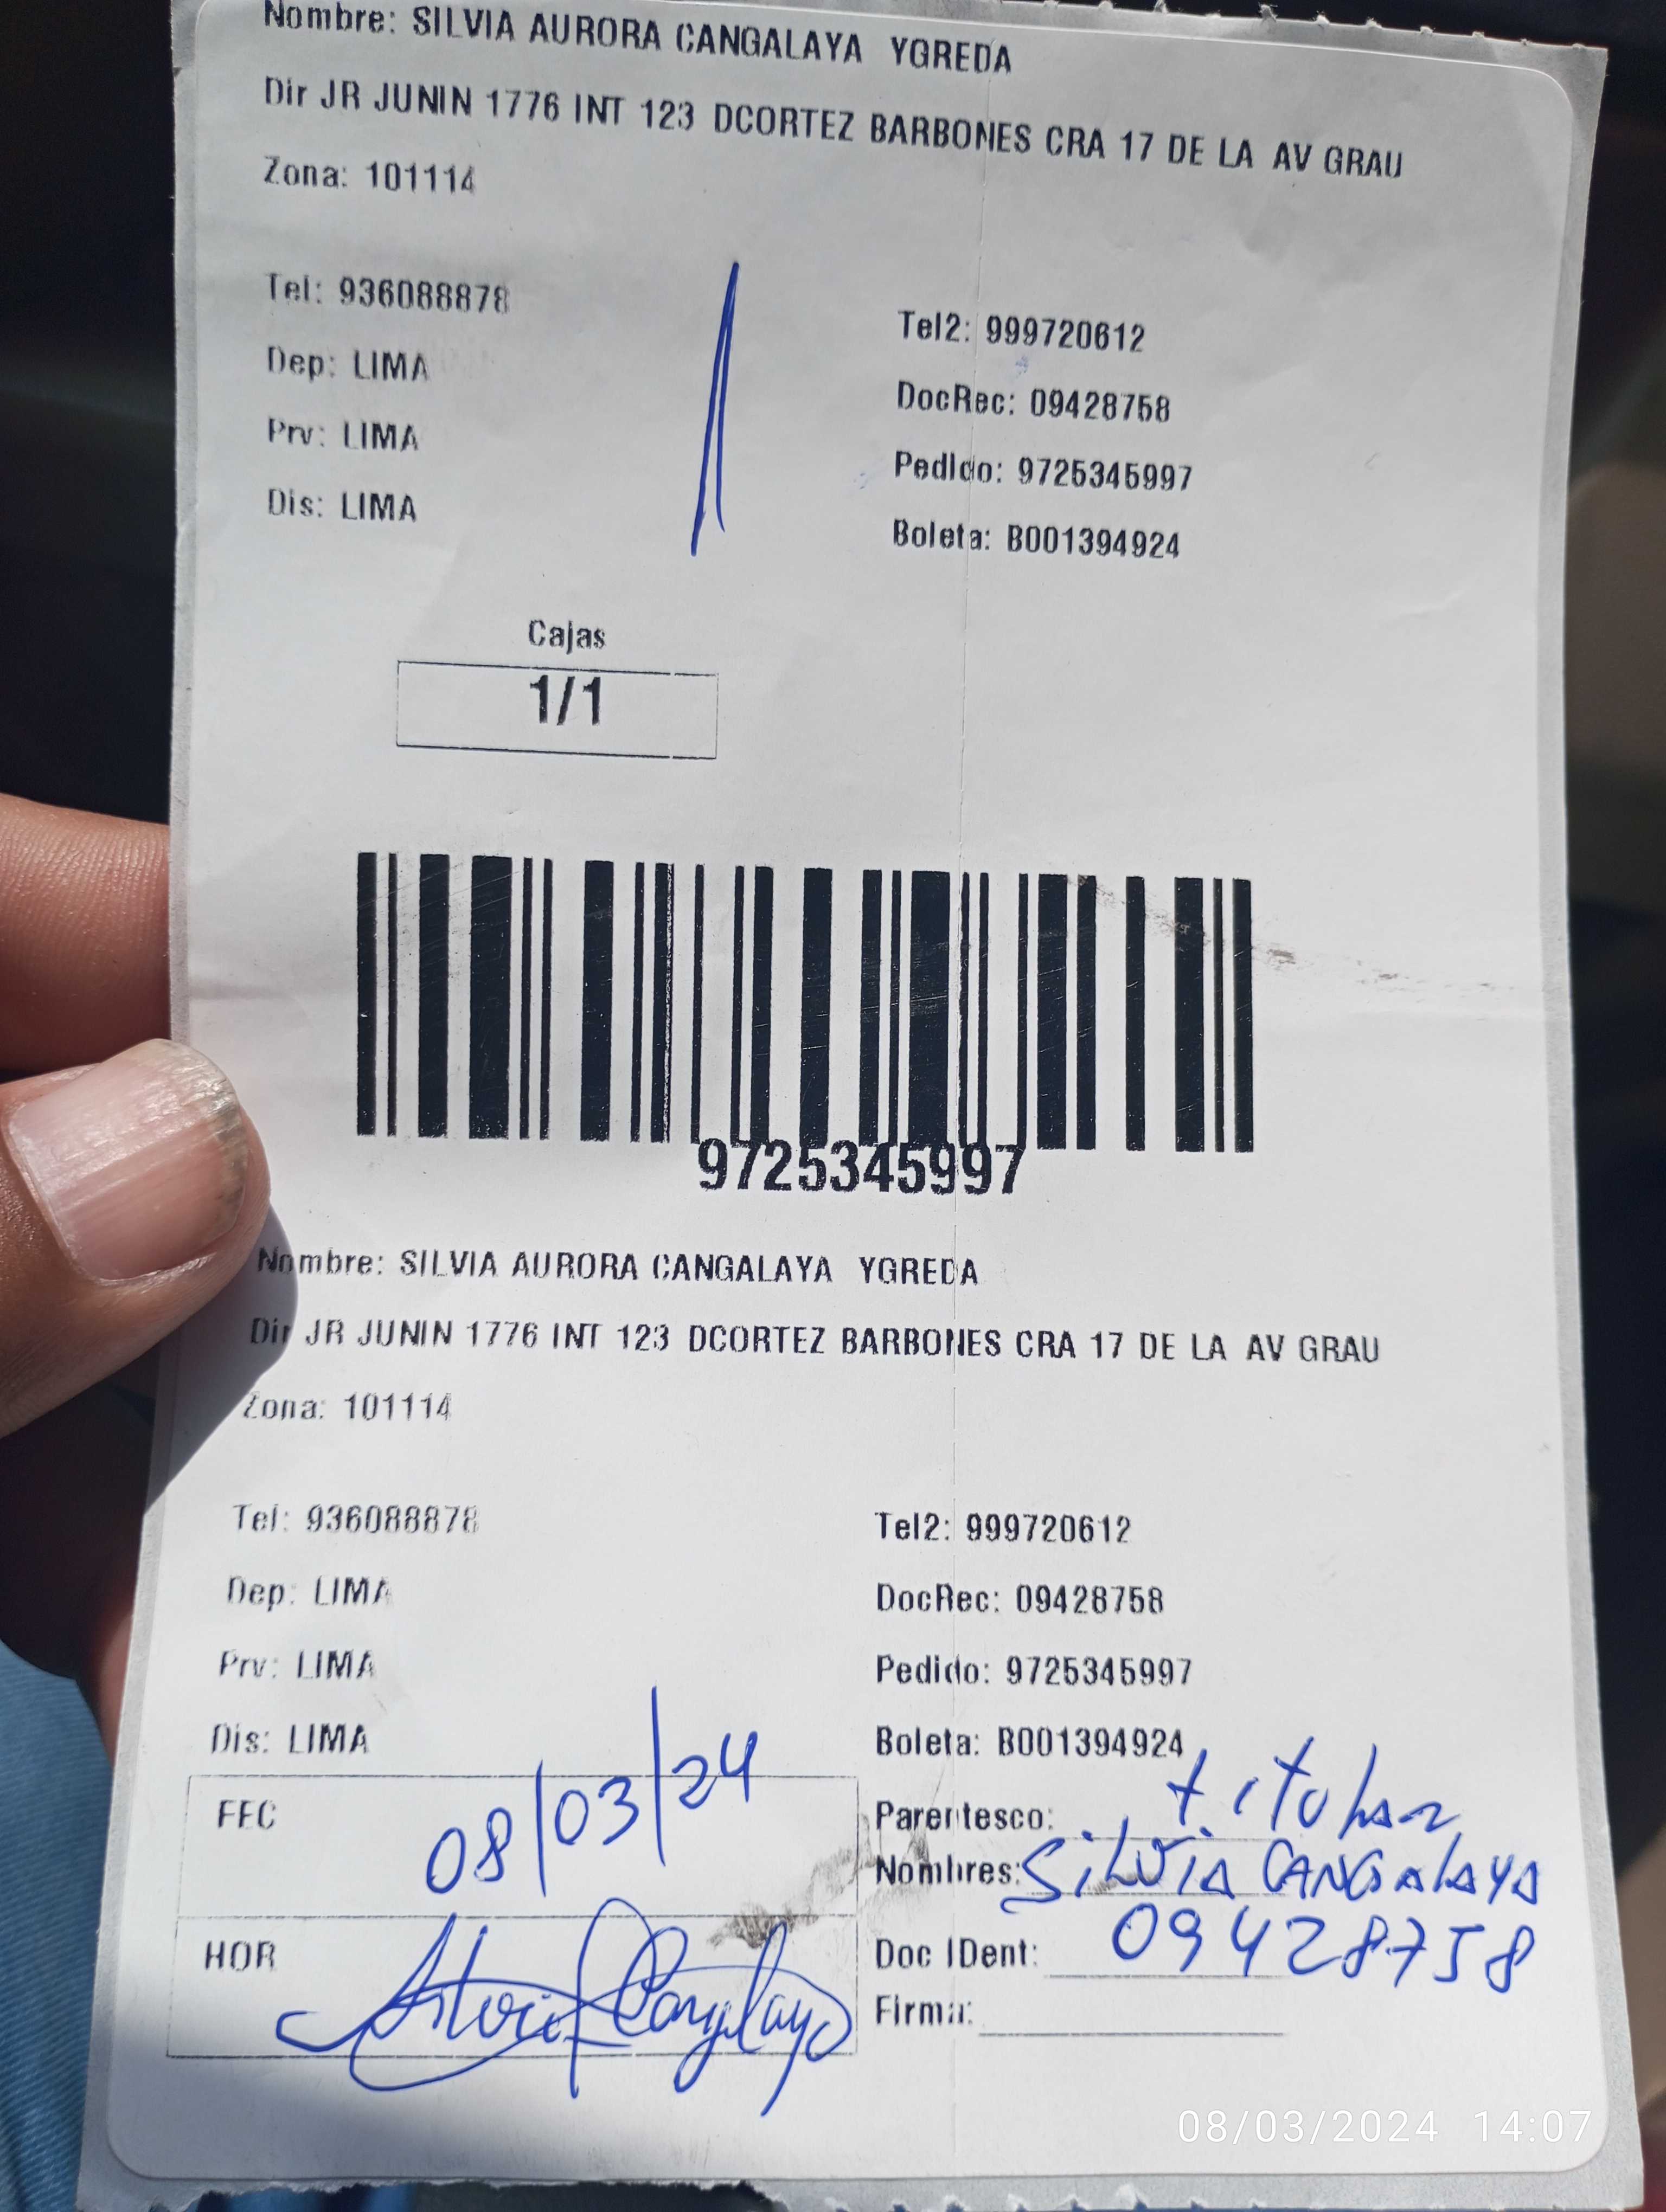 Nombre: SILVIA AURORA CANGALAYA YGREDA
Dir JR JUNIN 1776 INT 123 DCORTEZ BARBONES CRA 17 DE LA AV GRAU
Zona: 101114
Tel: 936088878
Tel2: 999720612
Dep: LIMA
DocRec: 09428758
Prv: LIMA
Pedido: 9725345997
Dis: LIMA
Boleta: B001394924
Cajas
1/1
9725345997
Nombre: SILVIA AURORA CANGALAYA YGREDA
Dir JR JUNIN 1776 INT 123 DCORTEZ BARBONES CRA 17 DE LA AV GRAU
Zona: 101114
Tel: 936088878
Tel2: 999720612
Dep: LIMA
DocRec: 09428758
Prv: LIMA
Pedido: 9725345997
Dis: LIMA
Boleta: B001394924
FEC 08/03/24
Parentesco: titular
Nombres: Silvia CANGALAYA
HOR Silvia Cangalaya
Doc IDent: 09428758
Firma:
08/03/2024 14:07